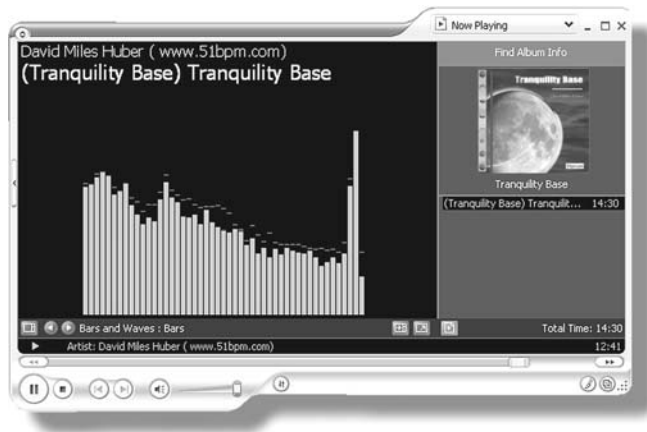 Now Playing
David Miles Huber ( www.51bpm.com)
(Tranquility Base) Tranquility Base
Find Album Info
Tranquility Base
Tranquility Base
(Tranquility Base) Tranquilit... 14:30
Bars and Waves : Bars
Total Time: 14:30
Artist: David Miles Huber ( www.51bpm.com)
12:41